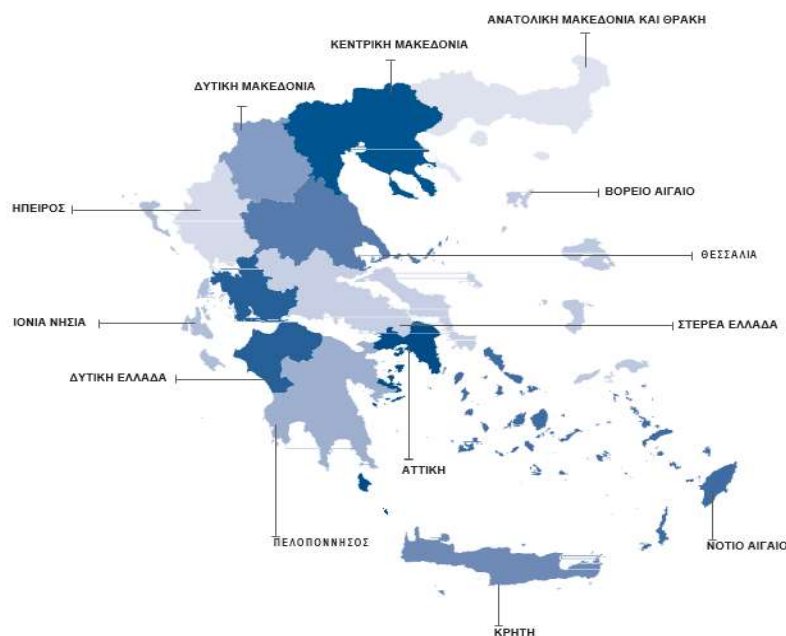 ΑΝΑΤΟΛΙΚΗ ΜΑΚΕΔΟΝΙΑ ΚΑΙ ΘΡΑΚΗ
ΚΕΝΤΡΙΚΗ ΜΑΚΕΔΟΝΙΑ
ΔΥΤΙΚΗ ΜΑΚΕΔΟΝΙΑ
ΒΟΡΕΙΟ ΑΙΓΑΙΟ
ΗΠΕΙΡΟΣ
ΘΕΣΣΑΛΙΑ
ΙΟΝΙΑ ΝΗΣΙΑ
ΣΤΕΡΕΑ ΕΛΛΑΔΑ
ΔΥΤΙΚΗ ΕΛΛΑΔΑ
ΑΤΤΙΚΗ
ΠΕΛΟΠΟΝΝΗΣΟΣ
ΝΟΤΙΟ ΑΙΓΑΙΟ
ΚΡΗΤΗ